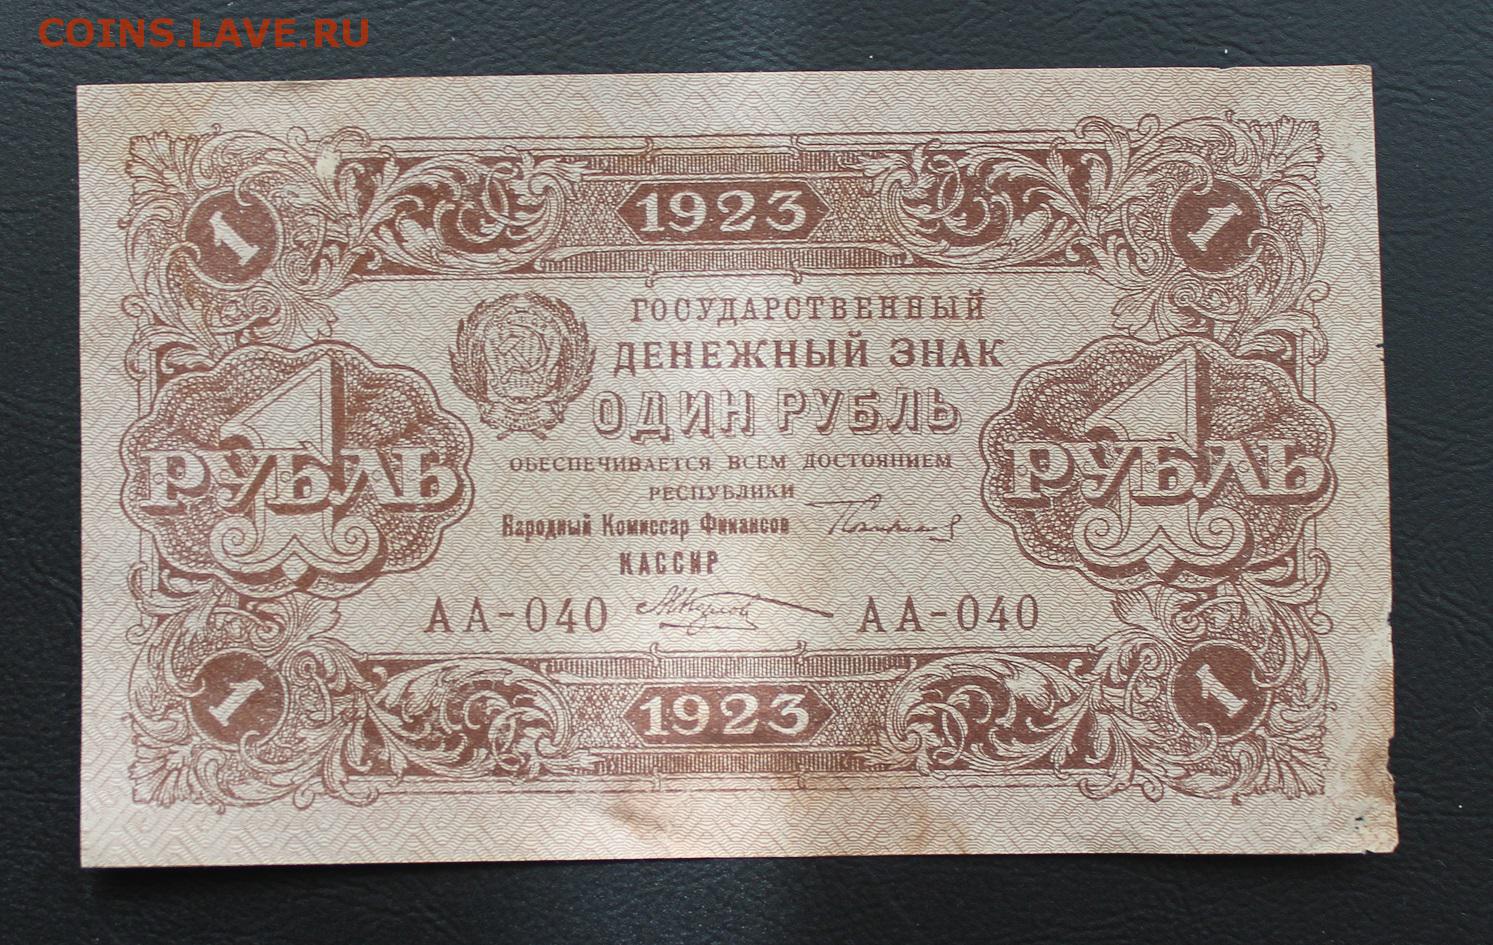 COINS.LAVE.RU
1 1923 1
ГОСУДАРСТВЕННЫЙ
ДЕНЕЖНЫЙ ЗНАК
ОДИН РУБЛЬ
1 РУБЛЬ
1 РУБЛЬ
ОБЕСПЕЧИВАЕТСЯ ВСЕМ ДОСТОЯНИЕМ
РЕСПУБЛИКИ
Народный Комиссар Финансов
КАССИР
АА-040 АА-040
1 1923 1